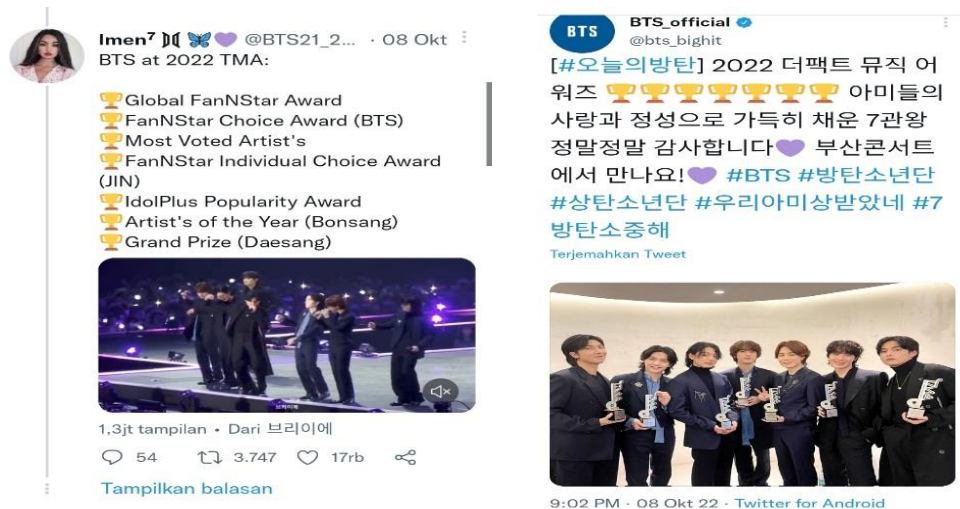 Imen⁷ 🦋💜 @BTS21_2... · 08 Okt
BTS at 2022 TMA:
🏆Global FanNStar Award
🏆FanNStar Choice Award (BTS)
🏆Most Voted Artist's
🏆FanNStar Individual Choice Award
(JIN)
🏆IdolPlus Popularity Award
🏆Artist's of the Year (Bonsang)
🏆Grand Prize (Daesang)
브리이에
1,3jt tampilan • Dari 브리이에
54 3.747 17rb
Tampilkan balasan
BTS
BTS_official
@bts_bighit
[#오늘의방탄] 2022 더팩트 뮤직 어
워즈 🏆🏆🏆🏆🏆🏆🏆 아미들의
사랑과 정성으로 가득히 채운 7관왕
정말정말 감사합니다💜 부산콘서트
에서 만나요!💜 #BTS #방탄소년단
#상탄소년단 #우리아미상받았네 #7
방탄소중해
Terjemahkan Tweet
9:02 PM · 08 Okt 22 · Twitter for Android